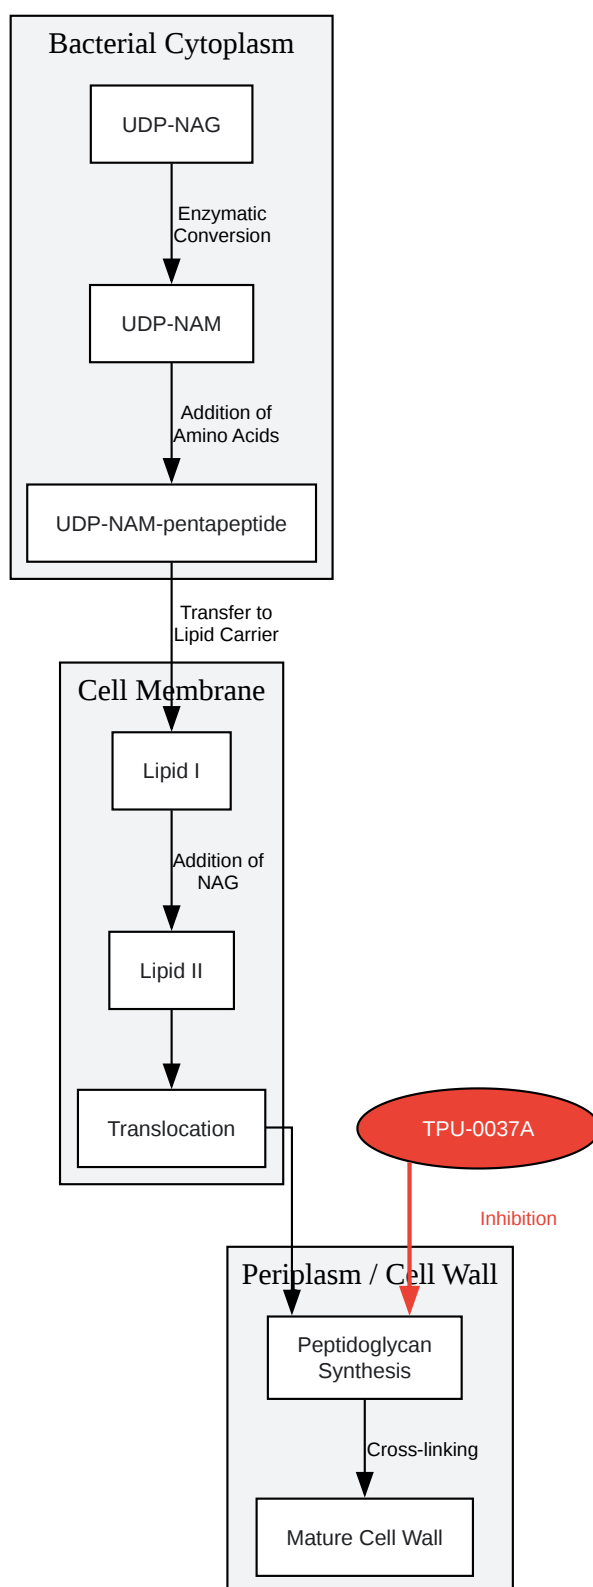 Bacterial Cytoplasm
UDP-NAG
Enzymatic
Conversion
UDP-NAM
Addition of
Amino Acids
UDP-NAM-pentapeptide
Transfer to
Lipid Carrier
Cell Membrane
Lipid I
Addition of
NAG
Lipid II
Translocation
TPU-0037A
Inhibition
Periplasm / Cell Wall
Peptidoglycan
Synthesis
Cross-linking
Mature Cell Wall